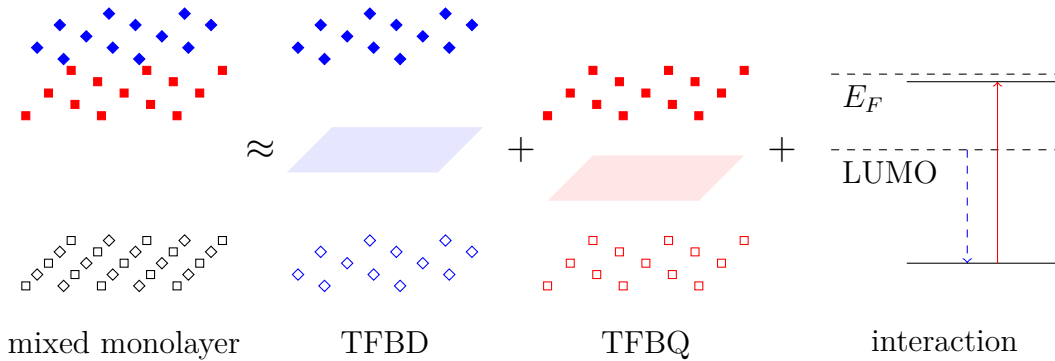 E_F
≈
+
+
LUMO
mixed monolayer
TFBD
TFBQ
interaction